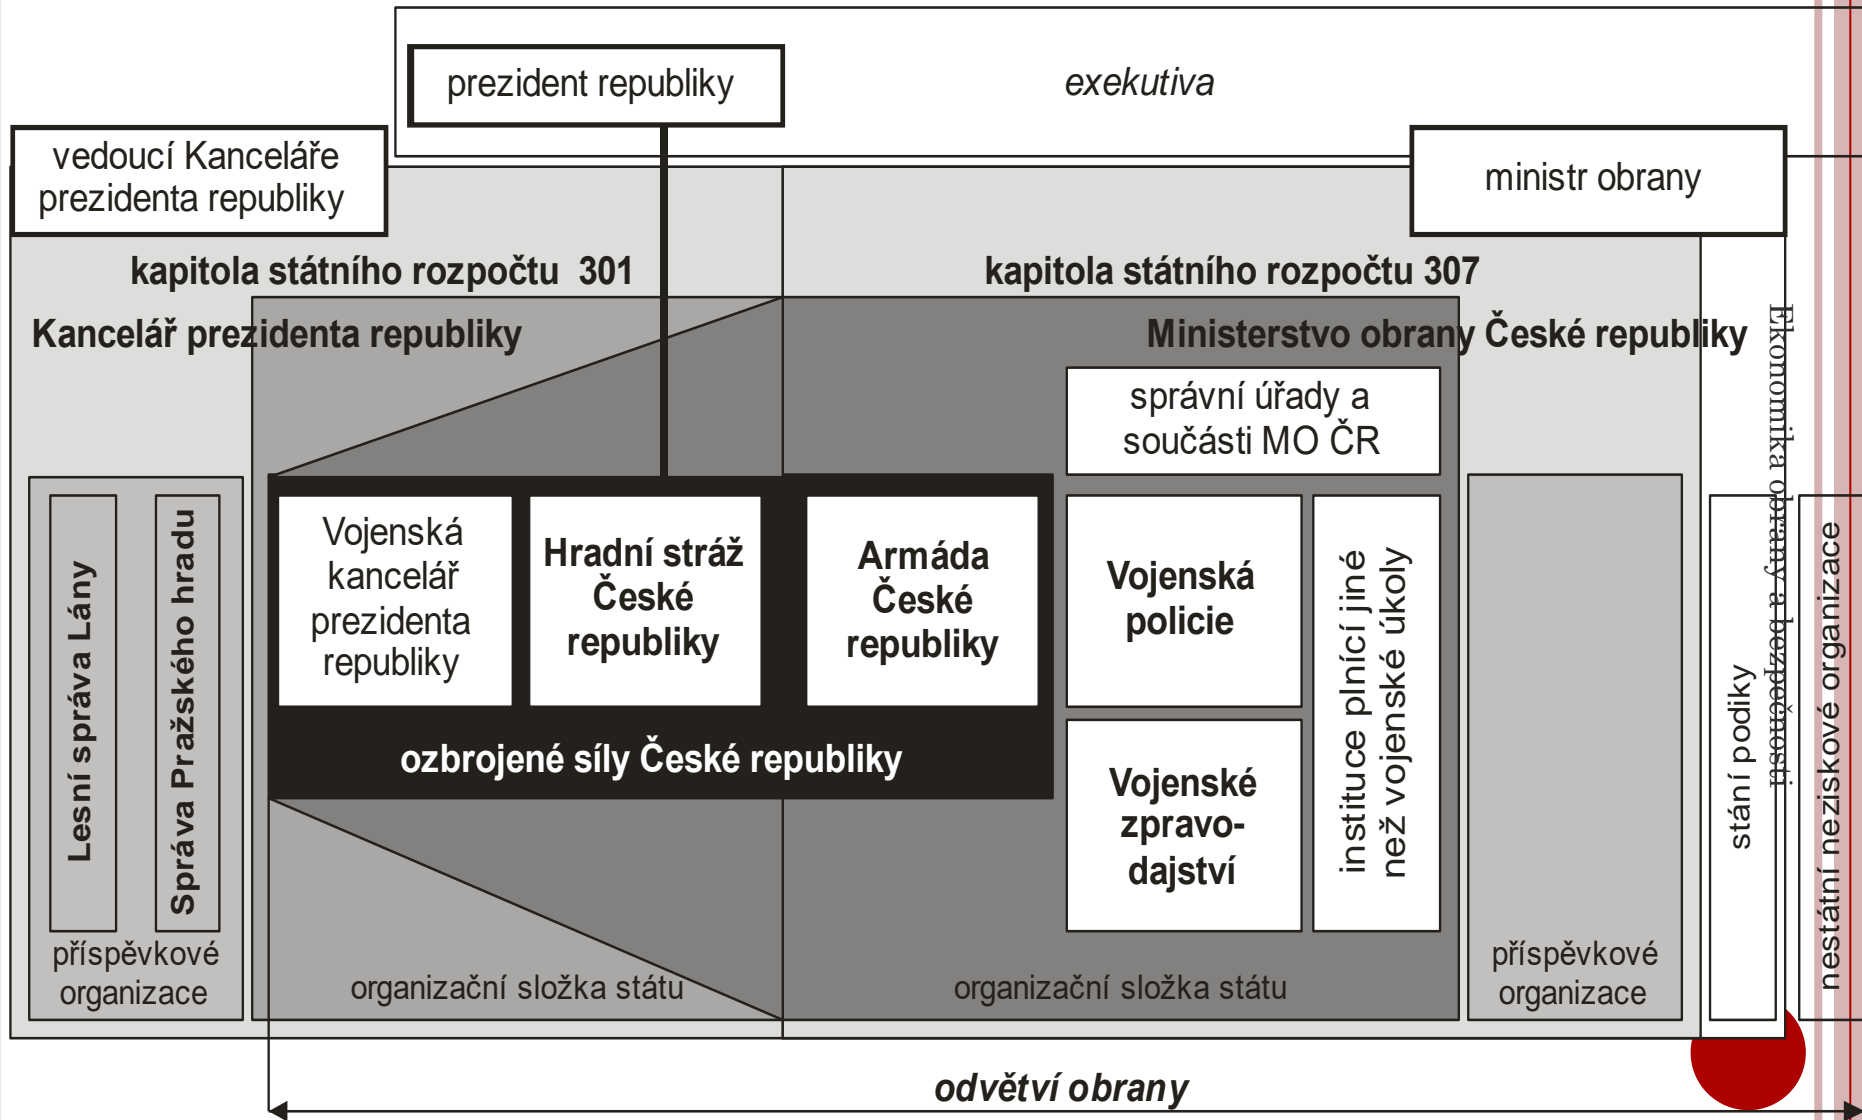 exekutiva
prezident republiky
vedoucí Kanceláře
prezidenta republiky
ministr obrany
kapitola státního rozpočtu 301
Kancelář prezidenta republiky
kapitola státního rozpočtu 307
Ministerstvo obrany České republiky
správní úřady a
součásti MO ČR
Lesní správa Lány
Správa Pražského hradu
příspěvkové
organizace
Vojenská
kancelář
prezidenta
republiky
Hradní stráž
České
republiky
Armáda
České
republiky
ozbrojené síly České republiky
Vojenská
policie
Vojenské
zpravo-
dajství
instituce plnící jiné
než vojenské úkoly
organizační složka státu
organizační složka státu
příspěvkové
organizace
stání podiky
Ekonomika obrany a bezpečnosti
nestátní neziskové organizace
odvětví obrany